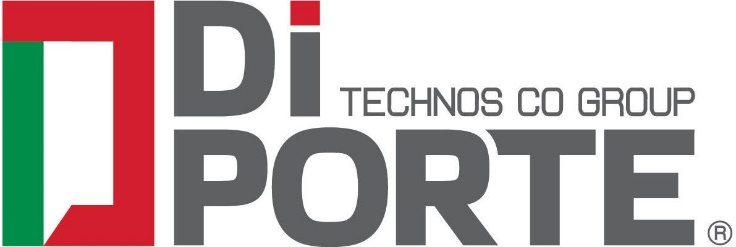 Di
TECHNOS CO GROUP
PORTE ®